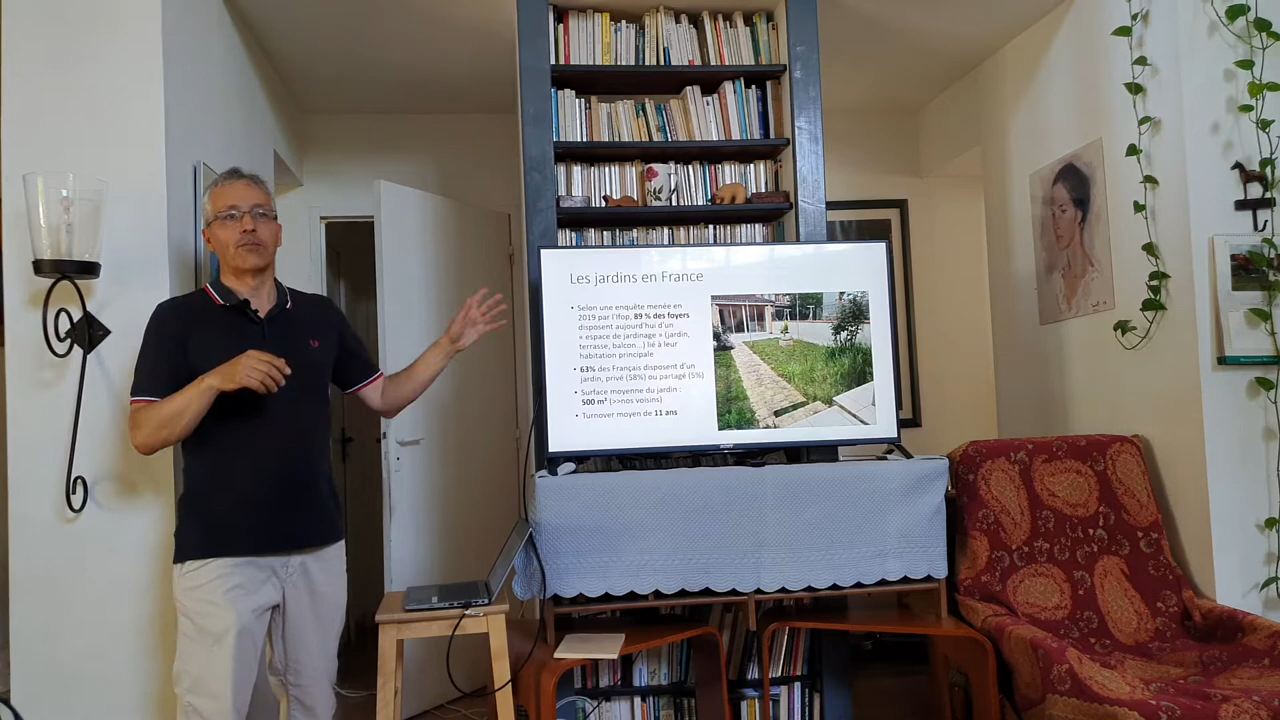 Les jardins en France
• Selon une enquête menée en
2019 par l'Ifop, 89 % des foyers
disposent aujourd'hui d'un
« espace de jardinage » (jardin,
terrasse, balcon...) lié à leur
habitation principale
• 63% des Français disposent d'un
jardin, privé (58%) ou partagé (5%)
• Surface moyenne du jardin :
500 m² (>>nos voisins)
• Turnover moyen de 11 ans
SONY